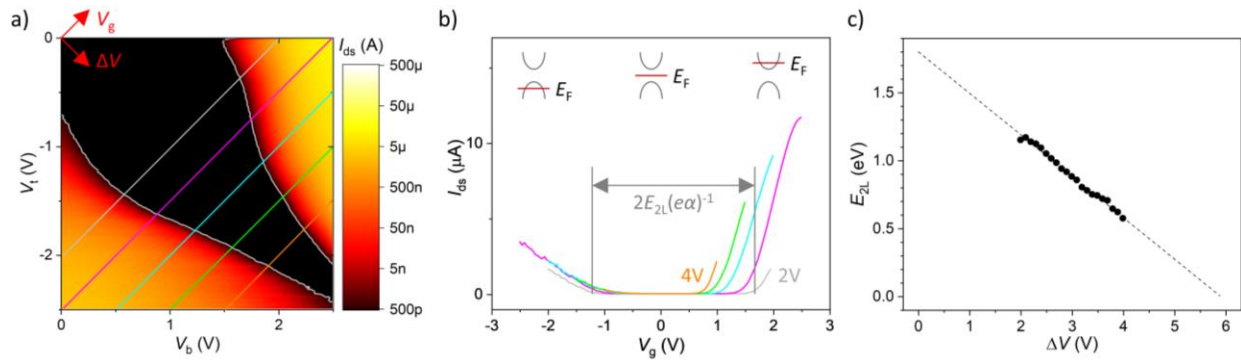 a)
V_g
ΔV
I_ds (A)
500µ
50µ
5µ
500n
50n
5n
500p
0
-1
-2
V_t (V)
0
1
2
V_b (V)
b)
E_F
E_F
E_F
10
0
I_ds (µA)
2E_2L(eα)^-1
4V
2V
-3
-2
-1
0
1
2
3
V_g (V)
c)
1.5
1.0
0.5
0.0
E_2L (eV)
0
1
2
3
4
5
6
ΔV (V)